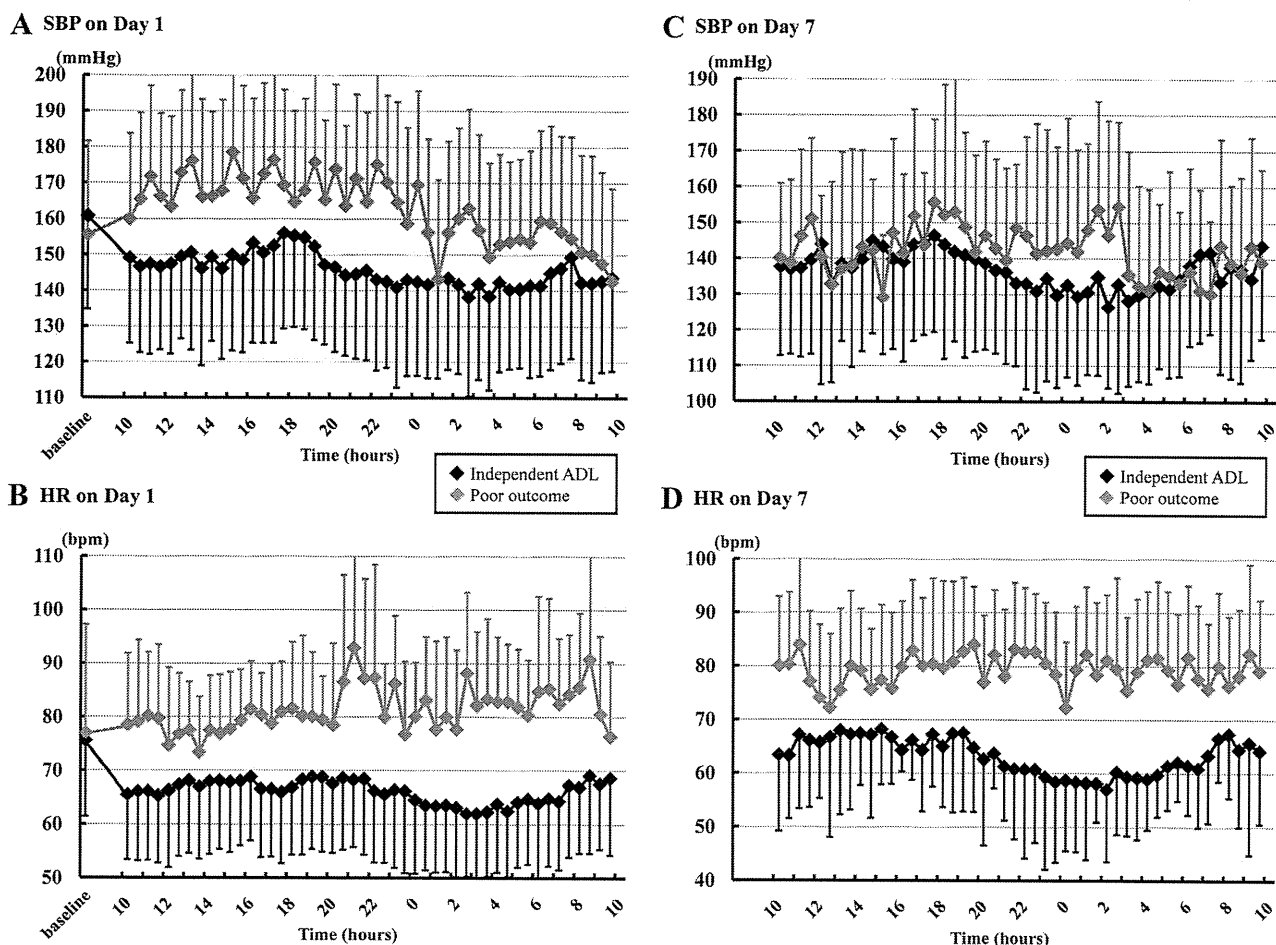 A SBP on Day 1
(mmHg)
200
190
180
170
160
150
140
130
120
110
baseline 10 12 14 16 18 20 22 0 2 4 6 8 10
Time (hours)
C SBP on Day 7
(mmHg)
190
180
170
160
150
140
130
120
110
100
10 12 14 16 18 20 22 0 2 4 6 8 10
Time (hours)
Independent ADL
Poor outcome
Independent ADL
Poor outcome
B HR on Day 1
(bpm)
110
100
90
80
70
60
50
baseline 10 12 14 16 18 20 22 0 2 4 6 8 10
Time (hours)
D HR on Day 7
(bpm)
100
90
80
70
60
50
40
10 12 14 16 18 20 22 0 2 4 6 8 10
Time (hours)